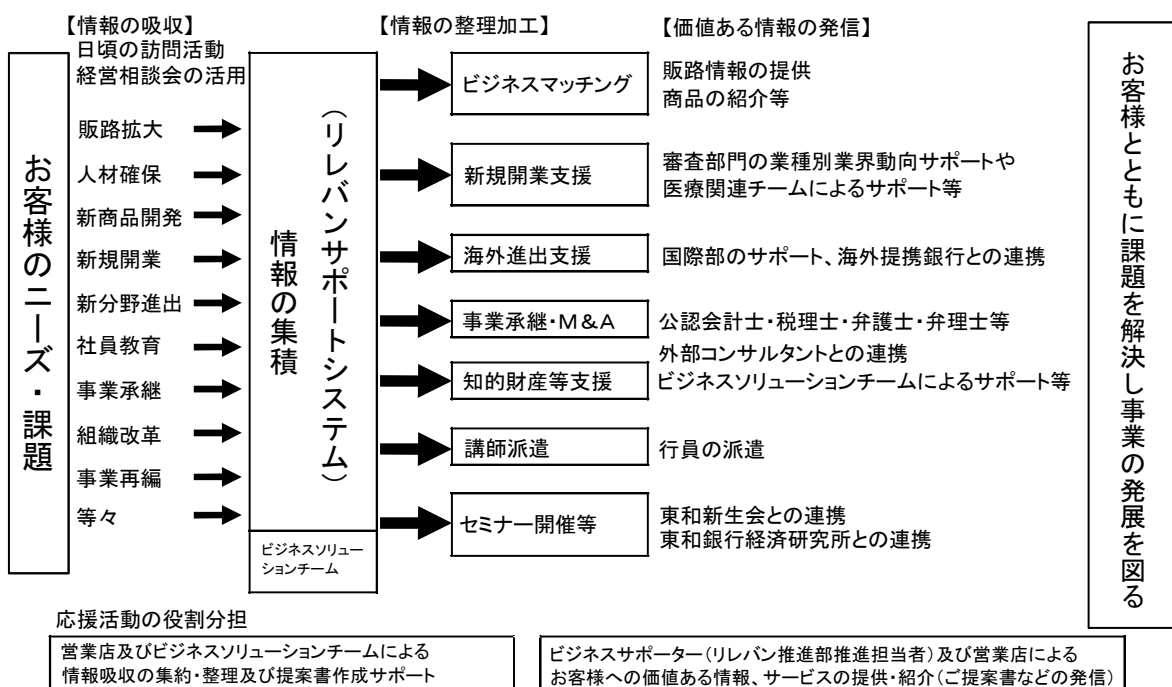 【情報の吸収】
日頃の訪問活動
経営相談会の活用
【情報の整理加工】
【価値ある情報の発信】
お客様のニーズ・課題
販路拡大
人材確保
新商品開発
新規開業
新分野進出
社員教育
事業承継
組織改革
事業再編
等々
情報の集積
(リレバンサポートシステム)
ビジネスソリュー
ションチーム
ビジネスマッチング
販路情報の提供
商品の紹介等
新規開業支援
審査部門の業種別業界動向サポートや
医療関連チームによるサポート等
海外進出支援
国際部のサポート、海外提携銀行との連携
事業承継・M&A
公認会計士・税理士・弁護士・弁理士等
外部コンサルタントとの連携
知的財産等支援
ビジネスソリューションチームによるサポート等
講師派遣
行員の派遣
セミナー開催等
東和新生会との連携
東和銀行経済研究所との連携
お客様とともに課題を解決し事業の発展を図る
応援活動の役割分担
営業店及びビジネスソリューションチームによる
情報吸収の集約・整理及び提案書作成サポート
ビジネスサポーター(リレバン推進部推進担当者)及び営業店による
お客様への価値ある情報、サービスの提供・紹介(ご提案書などの発信)